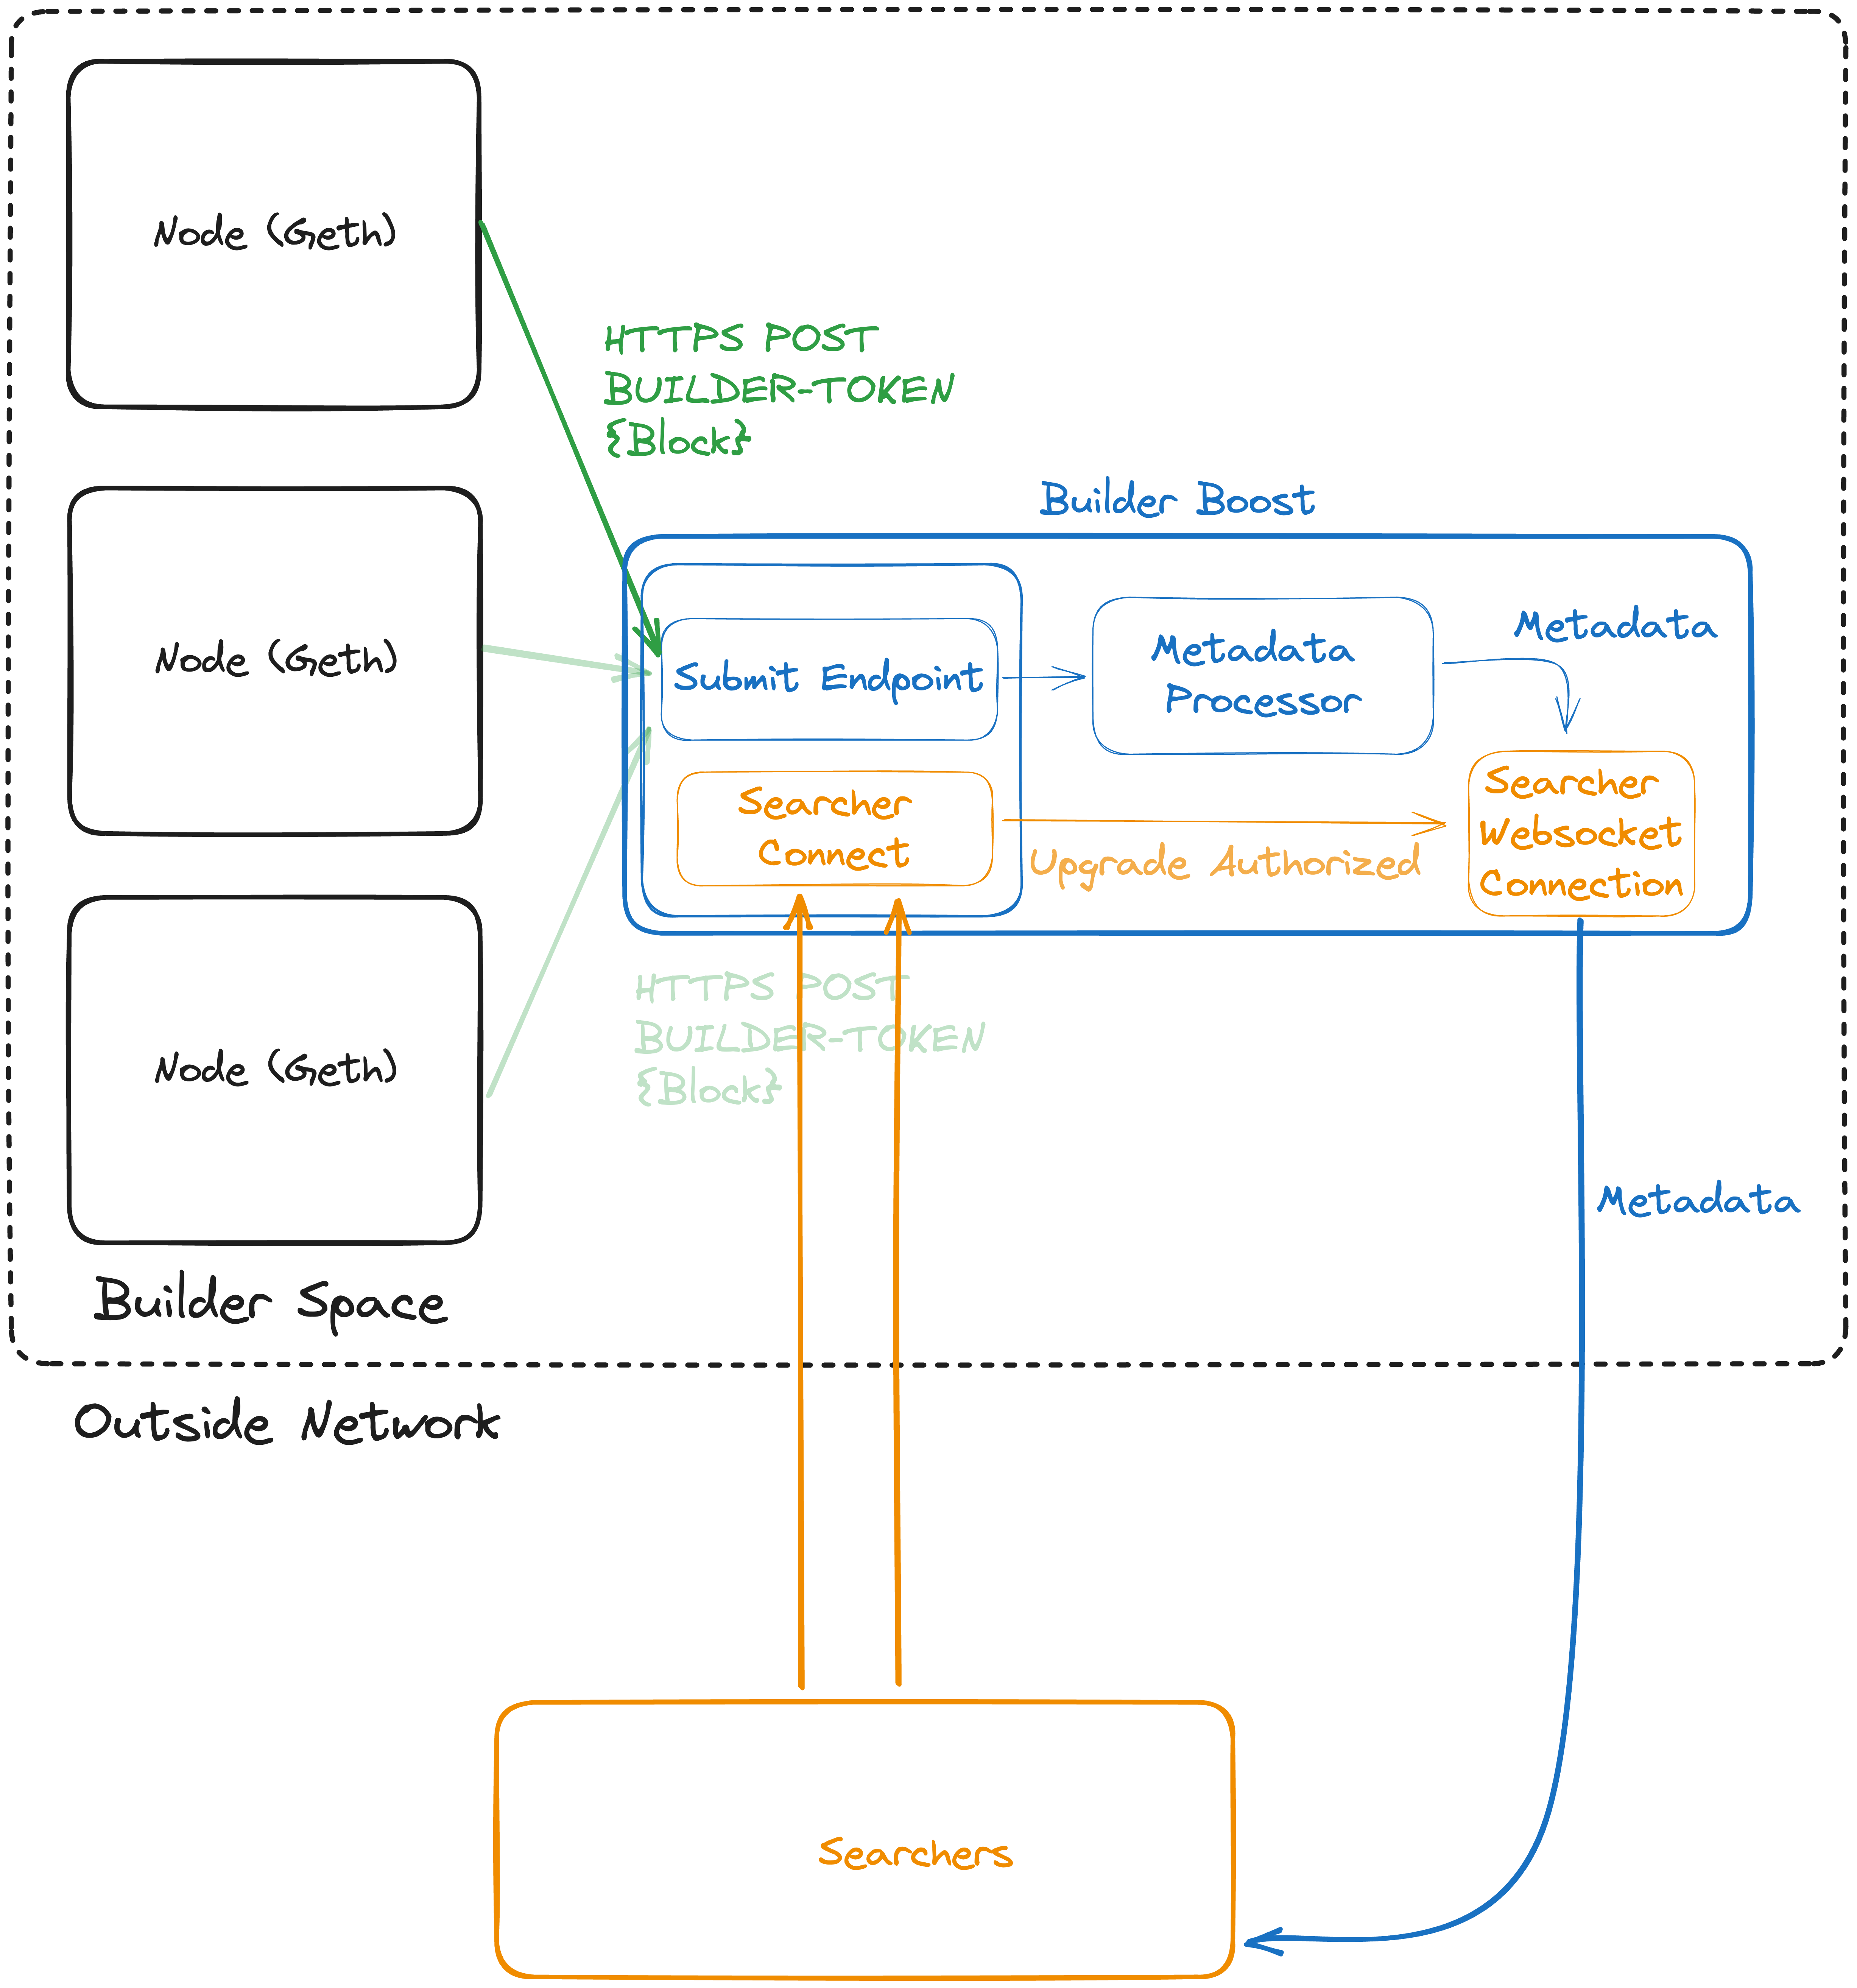 Node (Geth)
HTTPS POST
BUILDER-TOKEN
{Block}
Builder Boost
Node (Geth)
Submit Endpoint
Metadata
Processor
Metadata
Searcher
Connect
Upgrade Authorized
Searcher
Websocket
Connection
HTTPS POST
BUILDER-TOKEN
{Block}
Node (Geth)
Metadata
Builder Space
Outside Network
Searchers